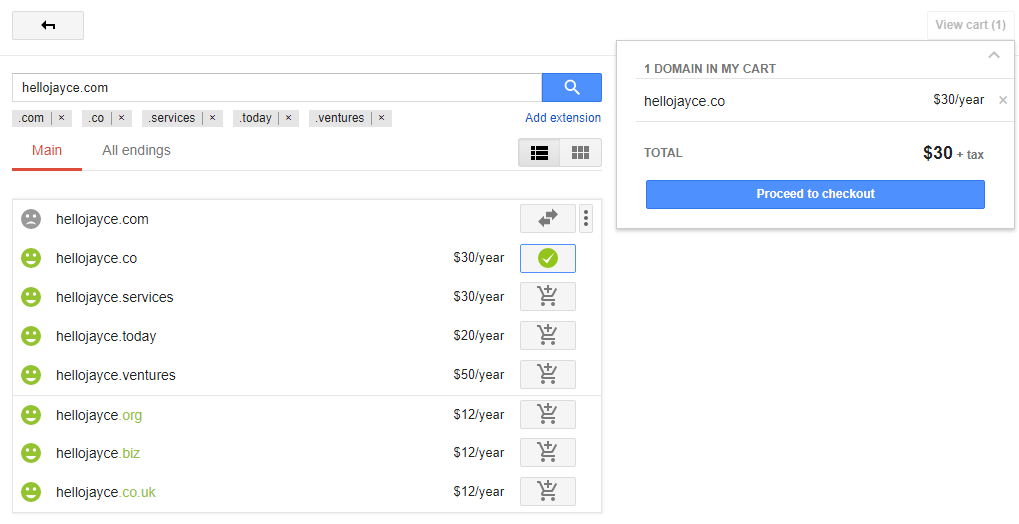 View cart (1)
1 DOMAIN IN MY CART
hellojayce.co $30/year ×
TOTAL $30 + tax
Proceed to checkout
hellojayce.com
.com × .co × .services × .today × .ventures × Add extension
Main All endings
hellojayce.com
hellojayce.co $30/year
hellojayce.services $30/year
hellojayce.today $20/year
hellojayce.ventures $50/year
hellojayce.org $12/year
hellojayce.biz $12/year
hellojayce.co.uk $12/year